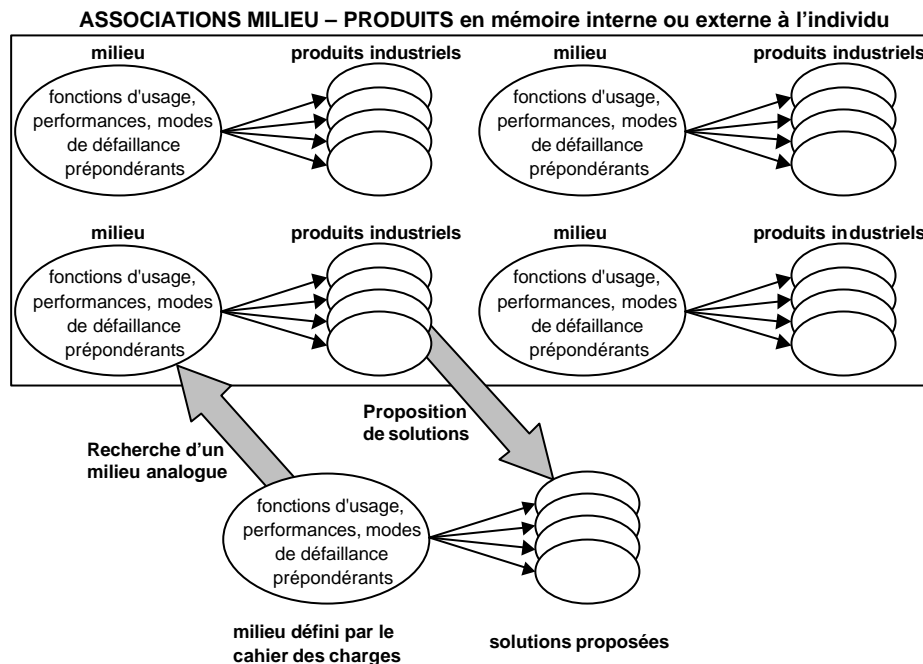 ASSOCIATIONS MILIEU – PRODUITS en mémoire interne ou externe à l'individu
milieu
produits industriels
milieu
produits industriels
fonctions d'usage,
performances, modes
de défaillance
prépondérants
fonctions d'usage,
performances, modes
de défaillance
prépondérants
milieu
produits industriels
milieu
produits industriels
fonctions d'usage,
performances, modes
de défaillance
prépondérants
fonctions d'usage,
performances, modes
de défaillance
prépondérants
Recherche d'un
milieu analogue
Proposition
de solutions
fonctions d'usage,
performances, modes
de défaillance
prépondérants
milieu défini par le
cahier des charges
solutions proposées